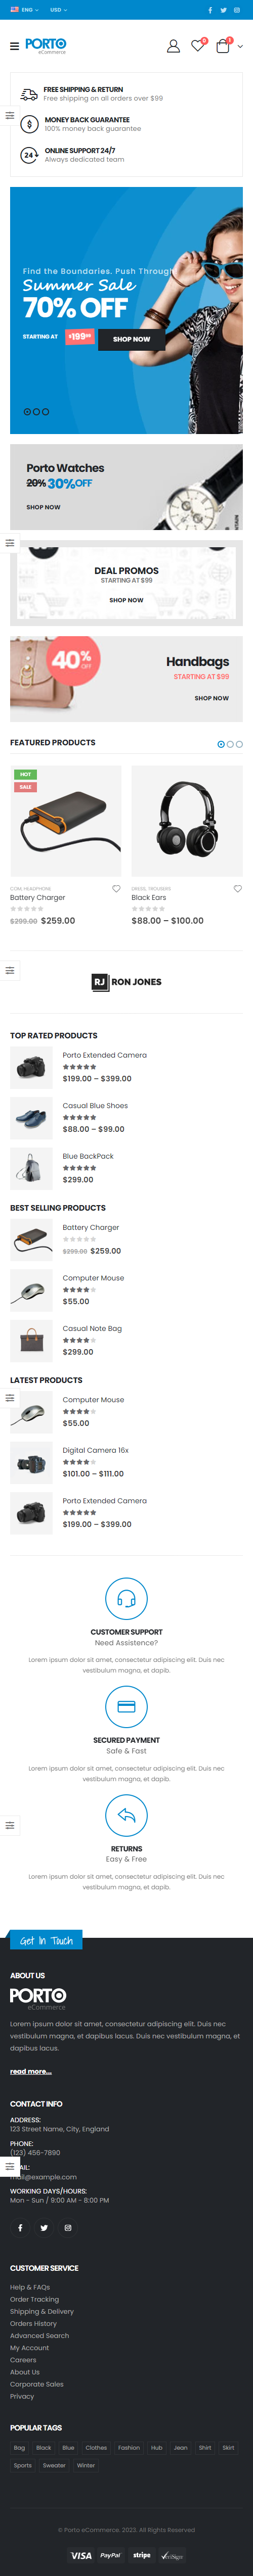 ENG USD
PORTO
eCommerce
0
1
FREE SHIPPING & RETURN
Free shipping on all orders over $99
MONEY BACK GUARANTEE
100% money back guarantee
24
ONLINE SUPPORT 24/7
Always dedicated team
Find the Boundaries. Push Through
Summer Sale
70% OFF
STARTING AT $199⁹⁹ SHOP NOW
Porto Watches
20% 30%OFF
SHOP NOW
DEAL PROMOS
STARTING AT $99
SHOP NOW
40%
OFF
Handbags
STARTING AT $99
SHOP NOW
FEATURED PRODUCTS
HOT
SALE
COM, HEADPHONE
Battery Charger
$299.00 $259.00
DRESS, TROUSERS
Black Ears
$88.00 – $100.00
RJ RON JONES
TOP RATED PRODUCTS
Porto Extended Camera
$199.00 – $399.00
Casual Blue Shoes
$88.00 – $99.00
Blue BackPack
$299.00
BEST SELLING PRODUCTS
Battery Charger
$299.00 $259.00
Computer Mouse
$55.00
Casual Note Bag
$299.00
LATEST PRODUCTS
Computer Mouse
$55.00
Digital Camera 16x
$101.00 – $111.00
Porto Extended Camera
$199.00 – $399.00
CUSTOMER SUPPORT
Need Assistence?
Lorem ipsum dolor sit amet, consectetur adipiscing elit. Duis nec
vestibulum magna, et dapib.
SECURED PAYMENT
Safe & Fast
Lorem ipsum dolor sit amet, consectetur adipiscing elit. Duis nec
vestibulum magna, et dapib.
RETURNS
Easy & Free
Lorem ipsum dolor sit amet, consectetur adipiscing elit. Duis nec
vestibulum magna, et dapib.
Get In Touch
ABOUT US
PORTO
eCommerce
Lorem ipsum dolor sit amet, consectetur adipiscing elit. Duis nec
vestibulum magna, et dapibus lacus. Duis nec vestibulum magna, et
dapibus lacus.
read more...
CONTACT INFO
ADDRESS:
123 Street Name, City, England
PHONE:
(123) 456-7890
AIL:
mail@example.com
WORKING DAYS/HOURS:
Mon - Sun / 9:00 AM - 8:00 PM
CUSTOMER SERVICE
Help & FAQs
Order Tracking
Shipping & Delivery
Orders History
Advanced Search
My Account
Careers
About Us
Corporate Sales
Privacy
POPULAR TAGS
Bag Black Blue Clothes Fashion Hub Jean Shirt Skirt
Sports Sweater Winter
© Porto eCommerce. 2023. All Rights Reserved
VISA PayPal stripe VeriSign